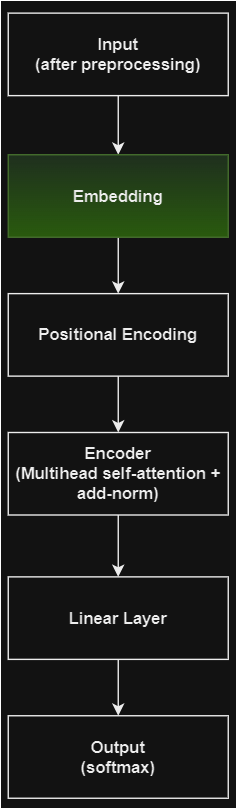 Input
(after preprocessing)
Embedding
Positional Encoding
Encoder
(Multihead self-attention +
add-norm)
Linear Layer
Output
(softmax)